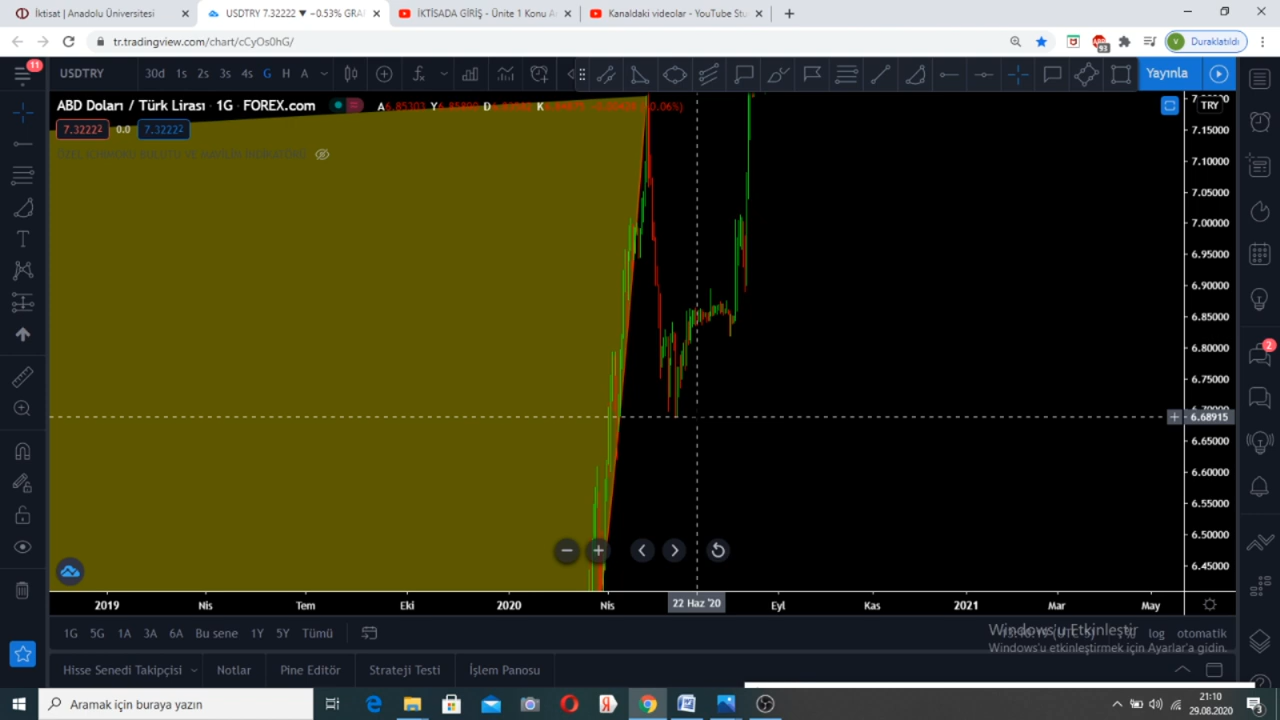 İktisat | Anadolu Üniversitesi
USDTRY 7.32222 ▼ −0.53% GRA
İKTİSADA GİRİŞ - Ünite 1 Konu A
Kanaldaki videolar - YouTube Stu
tr.tradingview.com/chart/cCyOs0hG/
93
V
Duraklatıldı
11
USDTRY
30d 1s 2s 3s 4s G H A
Yayınla
ABD Doları / Türk Lirası · 1G · FOREX.com
7.32222 0.0 7.32222
TRY
7.15000
7.10000
7.05000
7.00000
6.95000
6.90000
6.85000
6.80000
6.75000
6.68915
6.65000
6.60000
6.55000
6.50000
6.45000
2
2019 Nis Tem Eki 2020 Nis 22 Haz '20 Eyl Kas 2021 Mar May
1G 5G 1A 3A 6A Bu sene 1Y 5Y Tümü
log otomatik
Windows'u Etkinleştir
Windows'u etkinleştirmek için Ayarlar'a gidin.
Hisse Senedi Takipçisi Notlar Pine Editör Strateji Testi İşlem Panosu
Aramak için buraya yazın
21:10
29.08.2020
3